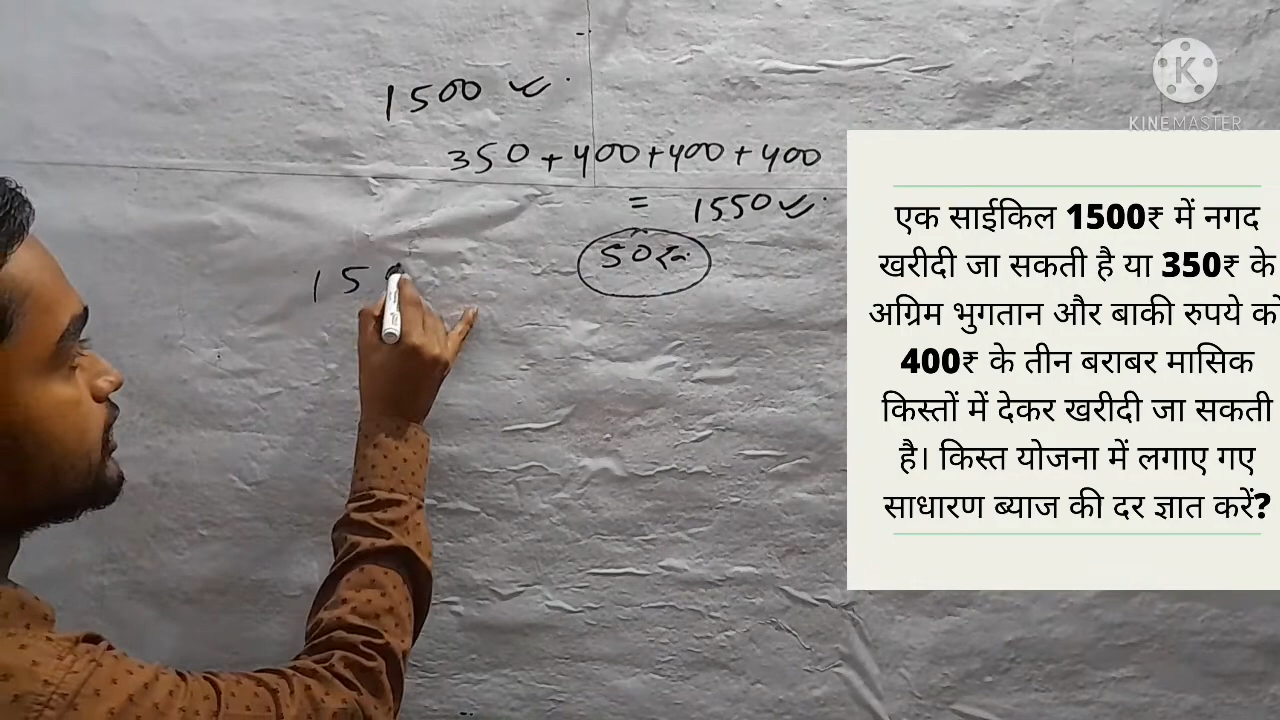 1500
350 + 400 + 400 + 400
= 1550
50रु.
15
KINEMASTER
एक साईकिल 1500₹ में नगद
खरीदी जा सकती है या 350₹ के
अग्रिम भुगतान और बाकी रुपये को
400₹ के तीन बराबर मासिक
किस्तों में देकर खरीदी जा सकती
है। किस्त योजना में लगाए गए
साधारण ब्याज की दर ज्ञात करें?